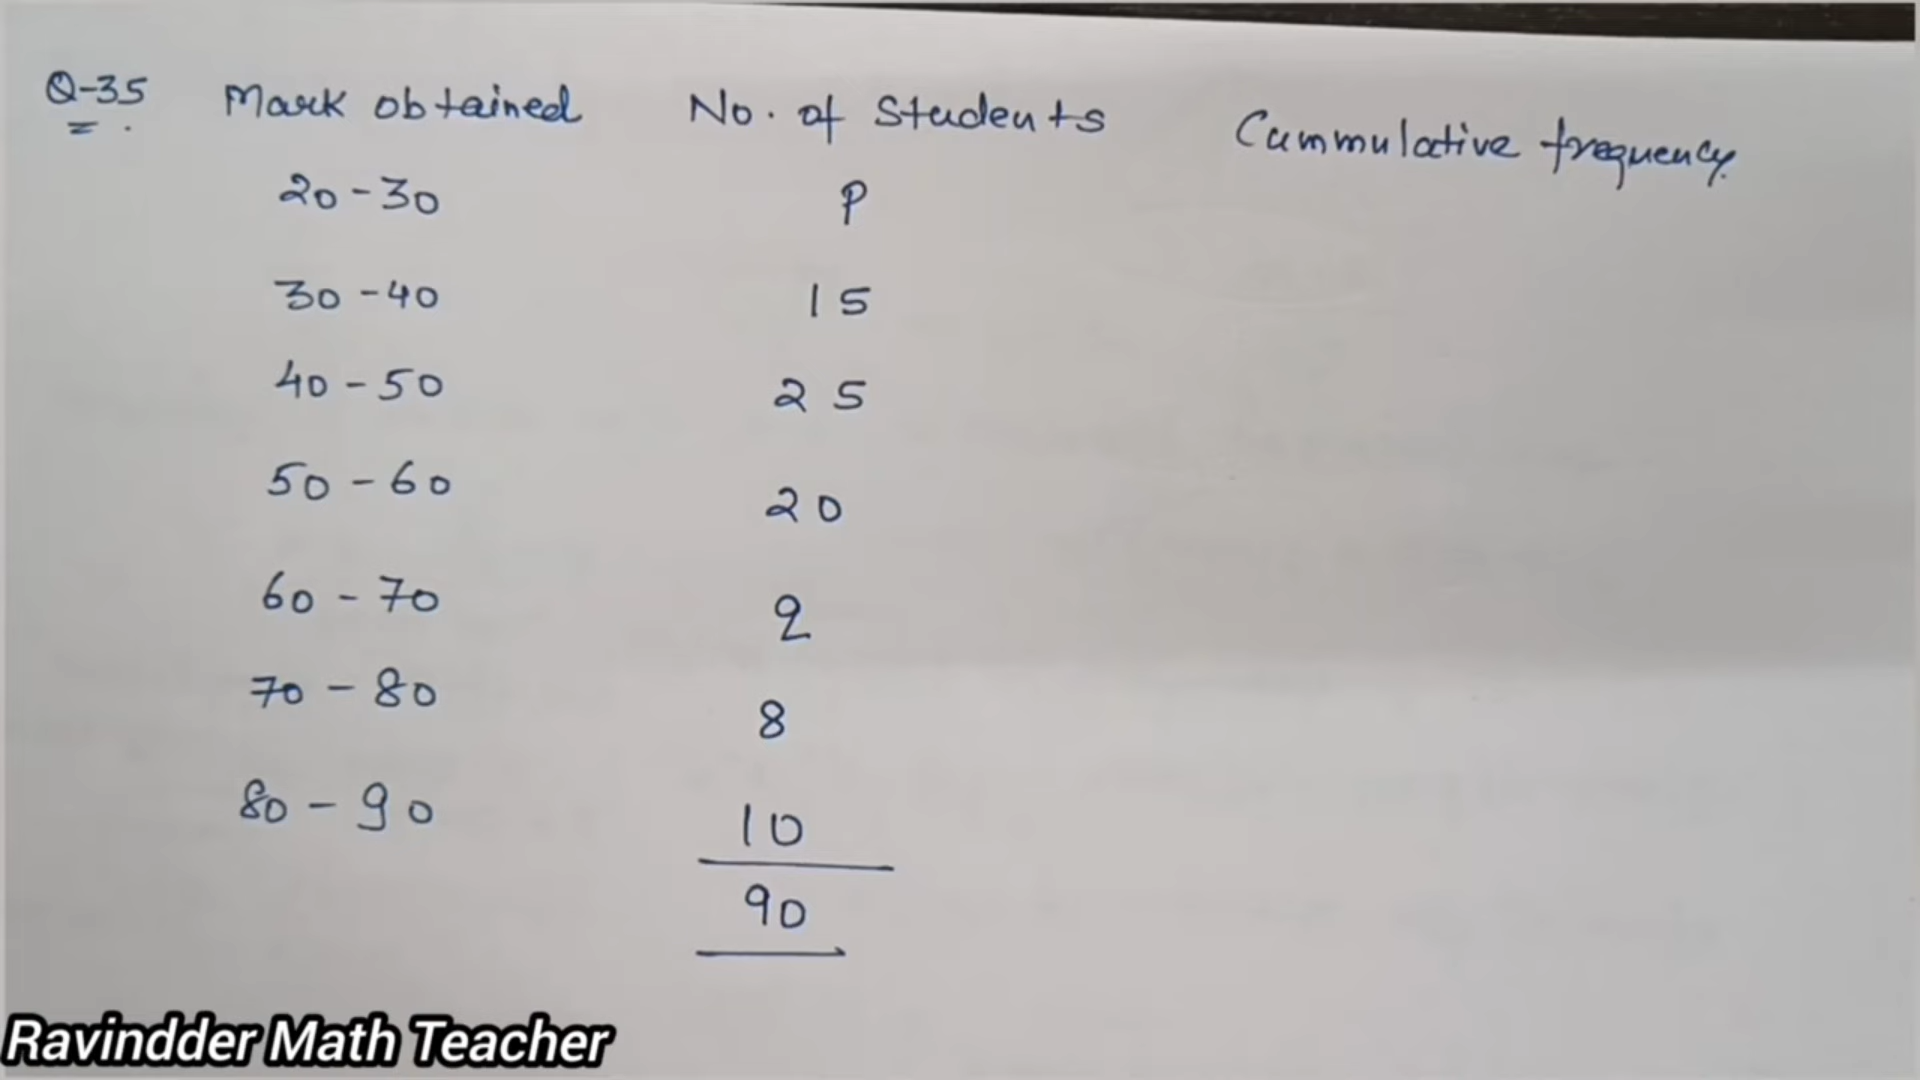 Q-35 Mark obtained No. of Students Cummulative frequency
20-30 P
30-40 15
40-50 25
50-60 20
60-70 q
70-80 8
80-90 10
90
Ravindder Math Teacher